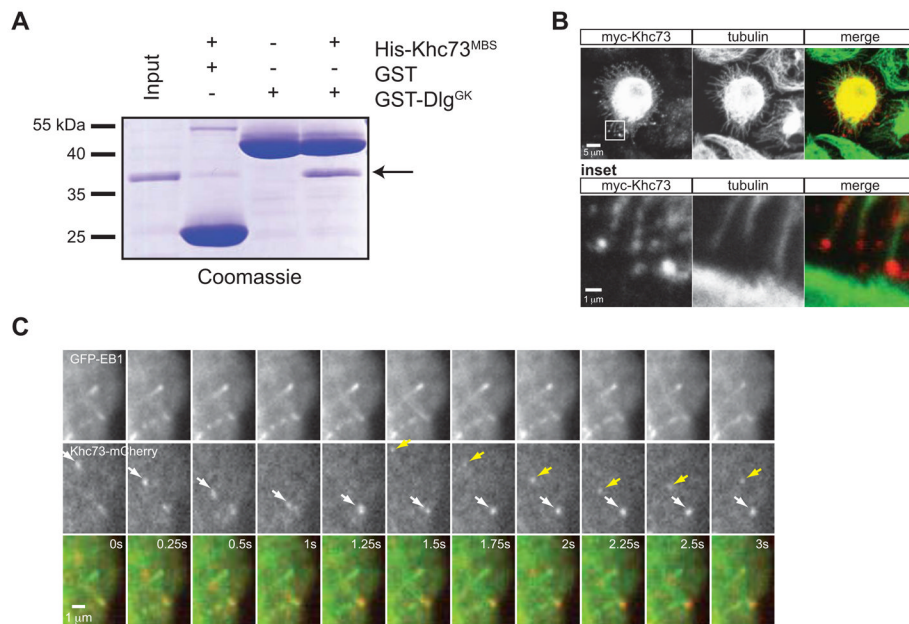 A
Input
+ - + His-Khc73MBS
+ - - GST
- + + GST-DlgGK
55 kDa
40
35
25
Coomassie
B
myc-Khc73 tubulin merge
5 μm
inset
myc-Khc73 tubulin merge
1 μm
C
GFP-EB1
Khc73-mCherry
0s 0.25s 0.5s 1s 1.25s 1.5s 1.75s 2s 2.25s 2.5s 3s
1 μm